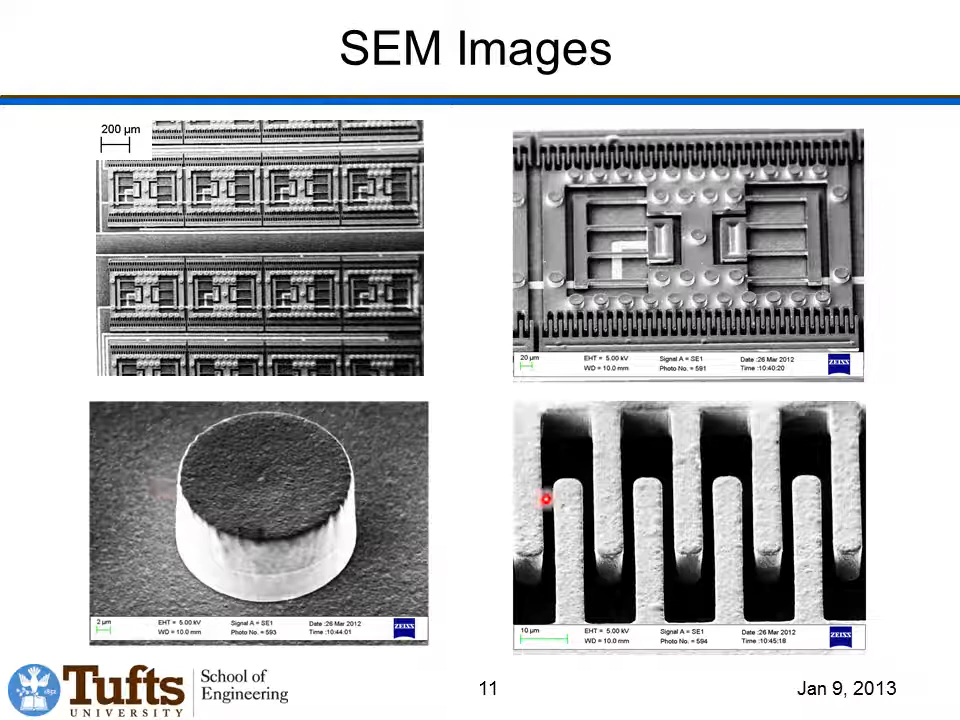 SEM Images
200 µm
20 µm
EHT = 5.00 kV
Signal A = SE1
Date :26 Mar 2012
WD = 10.0 mm
Photo No. = 591
Time :10:40:20
ZEISS
2 µm
EHT = 5.00 kV
Signal A = SE1
Date :26 Mar 2012
WD = 10.0 mm
Photo No. = 593
Time :10:44:01
ZEISS
10 µm
EHT = 5.00 kV
Signal A = SE1
Date :26 Mar 2012
WD = 10.0 mm
Photo No. = 594
Time :10:45:18
ZEISS
1852
Tufts
UNIVERSITY
School of
Engineering
11
Jan 9, 2013